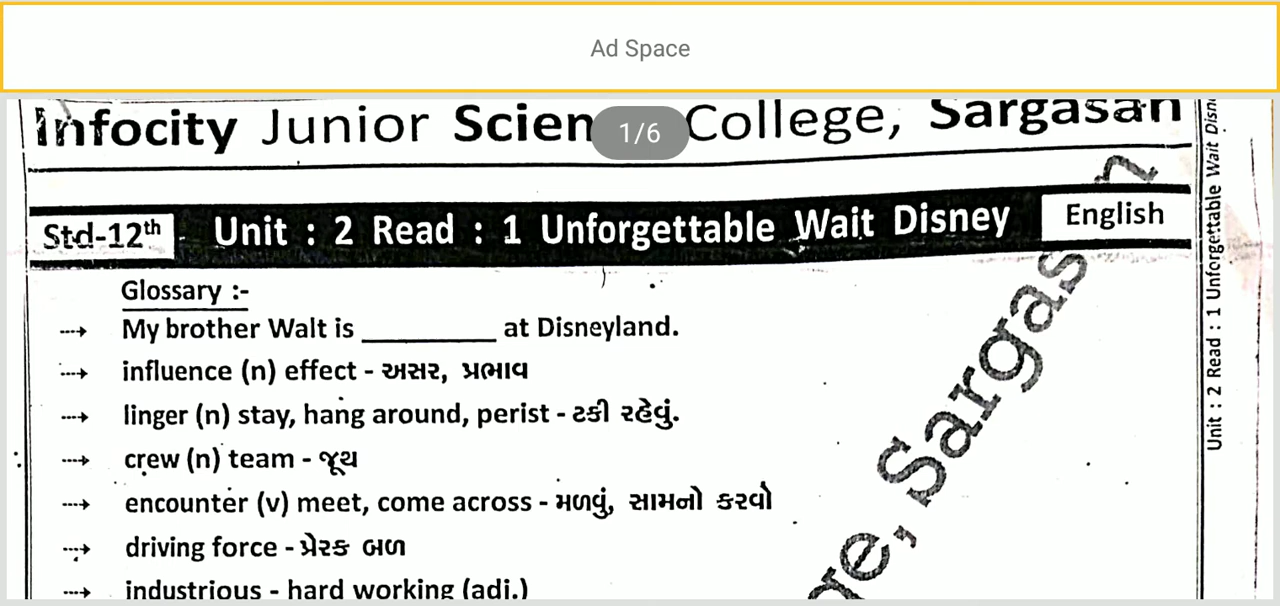 Ad Space
Infocity Junior Scien College, Sargasan
1/6
Std-12th Unit : 2 Read : 1 Unforgettable Wait Disney English
Glossary :-
---→ My brother Walt is __________ at Disneyland.
---→ influence (n) effect - અસર, પ્રભાવ
---→ linger (n) stay, hang around, perist - ટકી રહેવું.
---→ crew (n) team - જૂથ
---→ encounter (v) meet, come across - મળવું, સામનો કરવો
---→ driving force - પ્રેરક બળ
---→ industrious - hard working (adj.)
ge, Sargasan
Unit : 2 Read : 1 Unforgettable Wait Disn